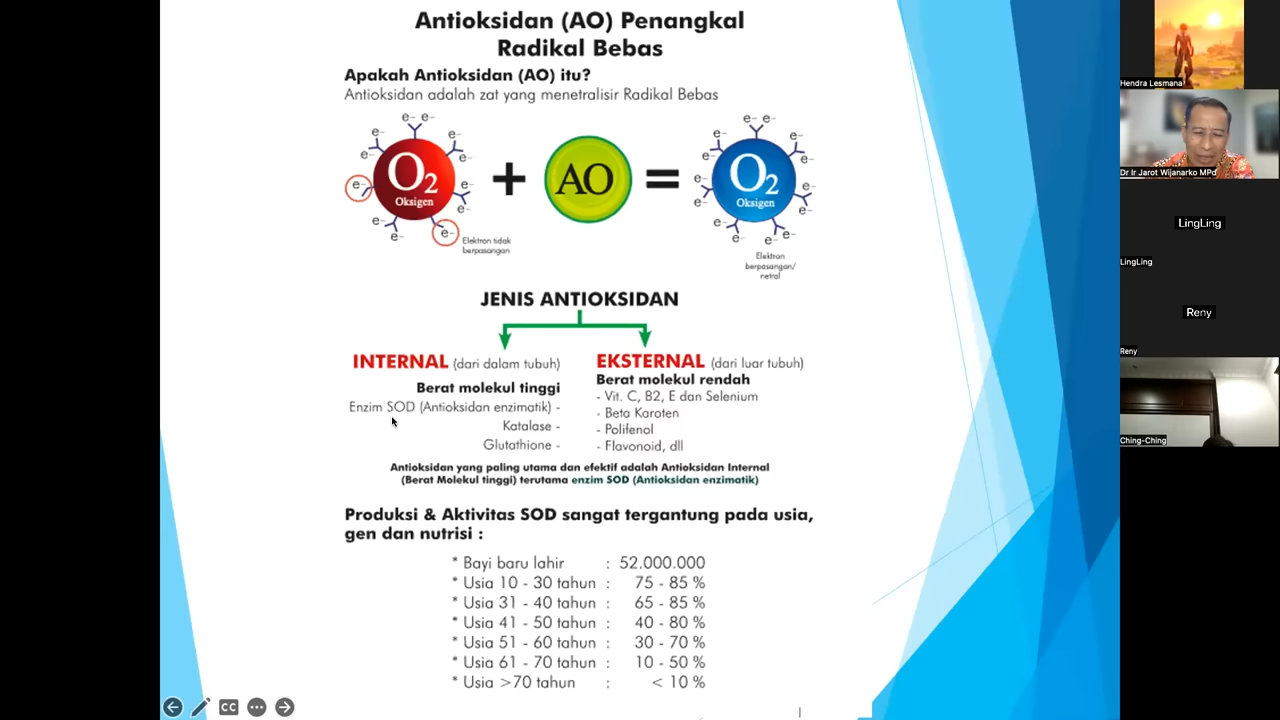 Antioksidan (AO) Penangkal
Radikal Bebas
Apakah Antioksidan (AO) itu?
Antioksidan adalah zat yang menetralisir Radikal Bebas
e- e-
e-
e-
e-
e-
e-
e-
e-
e-
e-
e-
O2
Oksigen
Elektron tidak
berpasangan
+
AO
=
e- e-
e-
e-
e-
e-
e-
e-
e-
e-
e-
e-
e-
e-
O2
Oksigen
Elektron
berpasangan/
netral
JENIS ANTIOKSIDAN
INTERNAL (dari dalam tubuh)
Berat molekul tinggi
Enzim SOD (Antioksidan enzimatik) -
Katalase -
Glutathione -
EKSTERNAL (dari luar tubuh)
Berat molekul rendah
- Vit. C, B2, E dan Selenium
- Beta Karoten
- Polifenol
- Flavonoid, dll
Antioksidan yang paling utama dan efektif adalah Antioksidan Internal
(Berat Molekul tinggi) terutama enzim SOD (Antioksidan enzimatik)
Produksi & Aktivitas SOD sangat tergantung pada usia,
gen dan nutrisi :
* Bayi baru lahir : 52.000.000
* Usia 10 - 30 tahun : 75 - 85 %
* Usia 31 - 40 tahun : 65 - 85 %
* Usia 41 - 50 tahun : 40 - 80 %
* Usia 51 - 60 tahun : 30 - 70 %
* Usia 61 - 70 tahun : 10 - 50 %
* Usia >70 tahun : < 10 %
CC
Hendra Lesmana
Dr Ir Jarot Wijanarko MPd
LingLing
LingLing
Reny
Reny
Ching-Ching